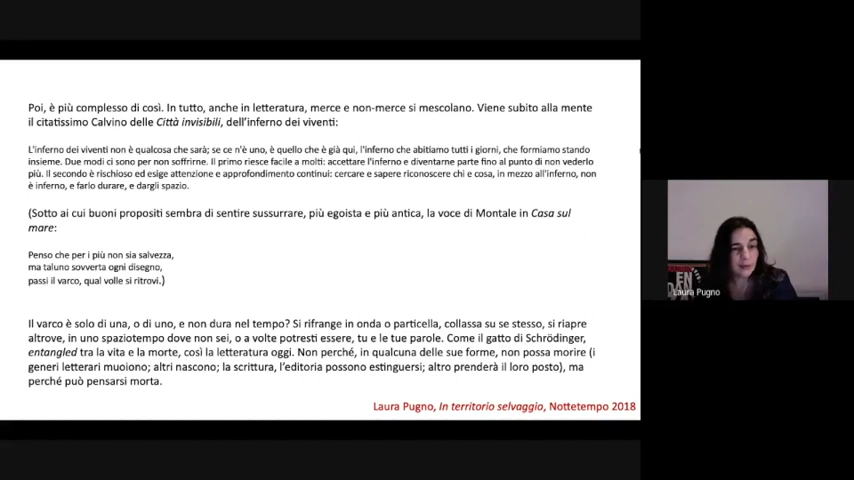 Poi, è più complesso di così. In tutto, anche in letteratura, merce e non-merce si mescolano. Viene subito alla mente
il citatissimo Calvino delle Città invisibili, dell'inferno dei viventi:
L'inferno dei viventi non è qualcosa che sarà; se ce n'è uno, è quello che è già qui, l'inferno che abitiamo tutti i giorni, che formiamo stando
insieme. Due modi ci sono per non soffrirne. Il primo riesce facile a molti: accettare l'inferno e diventarne parte fino al punto di non vederlo
più. Il secondo è rischioso ed esige attenzione e approfondimento continui: cercare e sapere riconoscere chi e cosa, in mezzo all'inferno, non
è inferno, e farlo durare, e dargli spazio.
(Sotto ai cui buoni propositi sembra di sentire sussurrare, più egoista e più antica, la voce di Montale in Casa sul
mare:
Penso che per i più non sia salvezza,
ma taluno sovverta ogni disegno,
passi il varco, qual volle si ritrovi.)
Il varco è solo di una, o di uno, e non dura nel tempo? Si rifrange in onda o particella, collassa su se stesso, si riapre
altrove, in uno spaziotempo dove non sei, o a volte potresti essere, tu e le tue parole. Come il gatto di Schrödinger,
entangled tra la vita e la morte, così la letteratura oggi. Non perché, in qualcuna delle sue forme, non possa morire (i
generi letterari muoiono; altri nascono; la scrittura, l'editoria possono estinguersi; altro prenderà il loro posto), ma
perché può pensarsi morta.
Laura Pugno, In territorio selvaggio, Nottetempo 2018
Laura Pugno